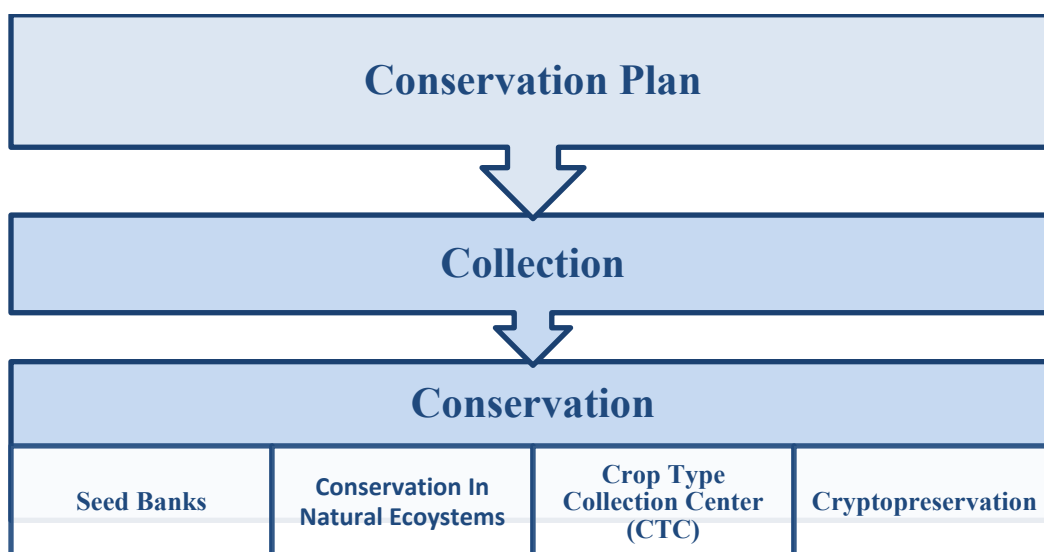 Conservation Plan
Collection
Conservation
Seed Banks
Conservation In
Natural Ecoystems
Crop Type
Collection Center
(CTC)
Cryptopreservation